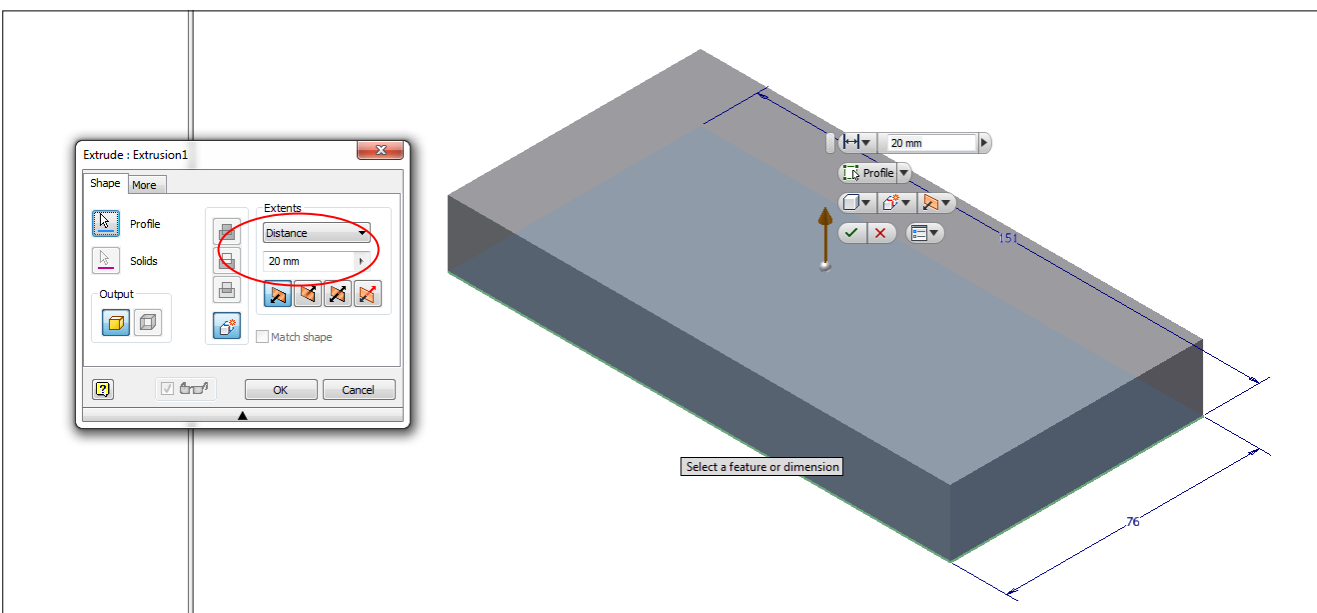 Extrude : Extrusion1
Shape
More
Extents
Profile
Distance
Solids
20 mm
Output
Match shape
?
OK
Cancel
20 mm
Profile
151
Select a feature or dimension
76